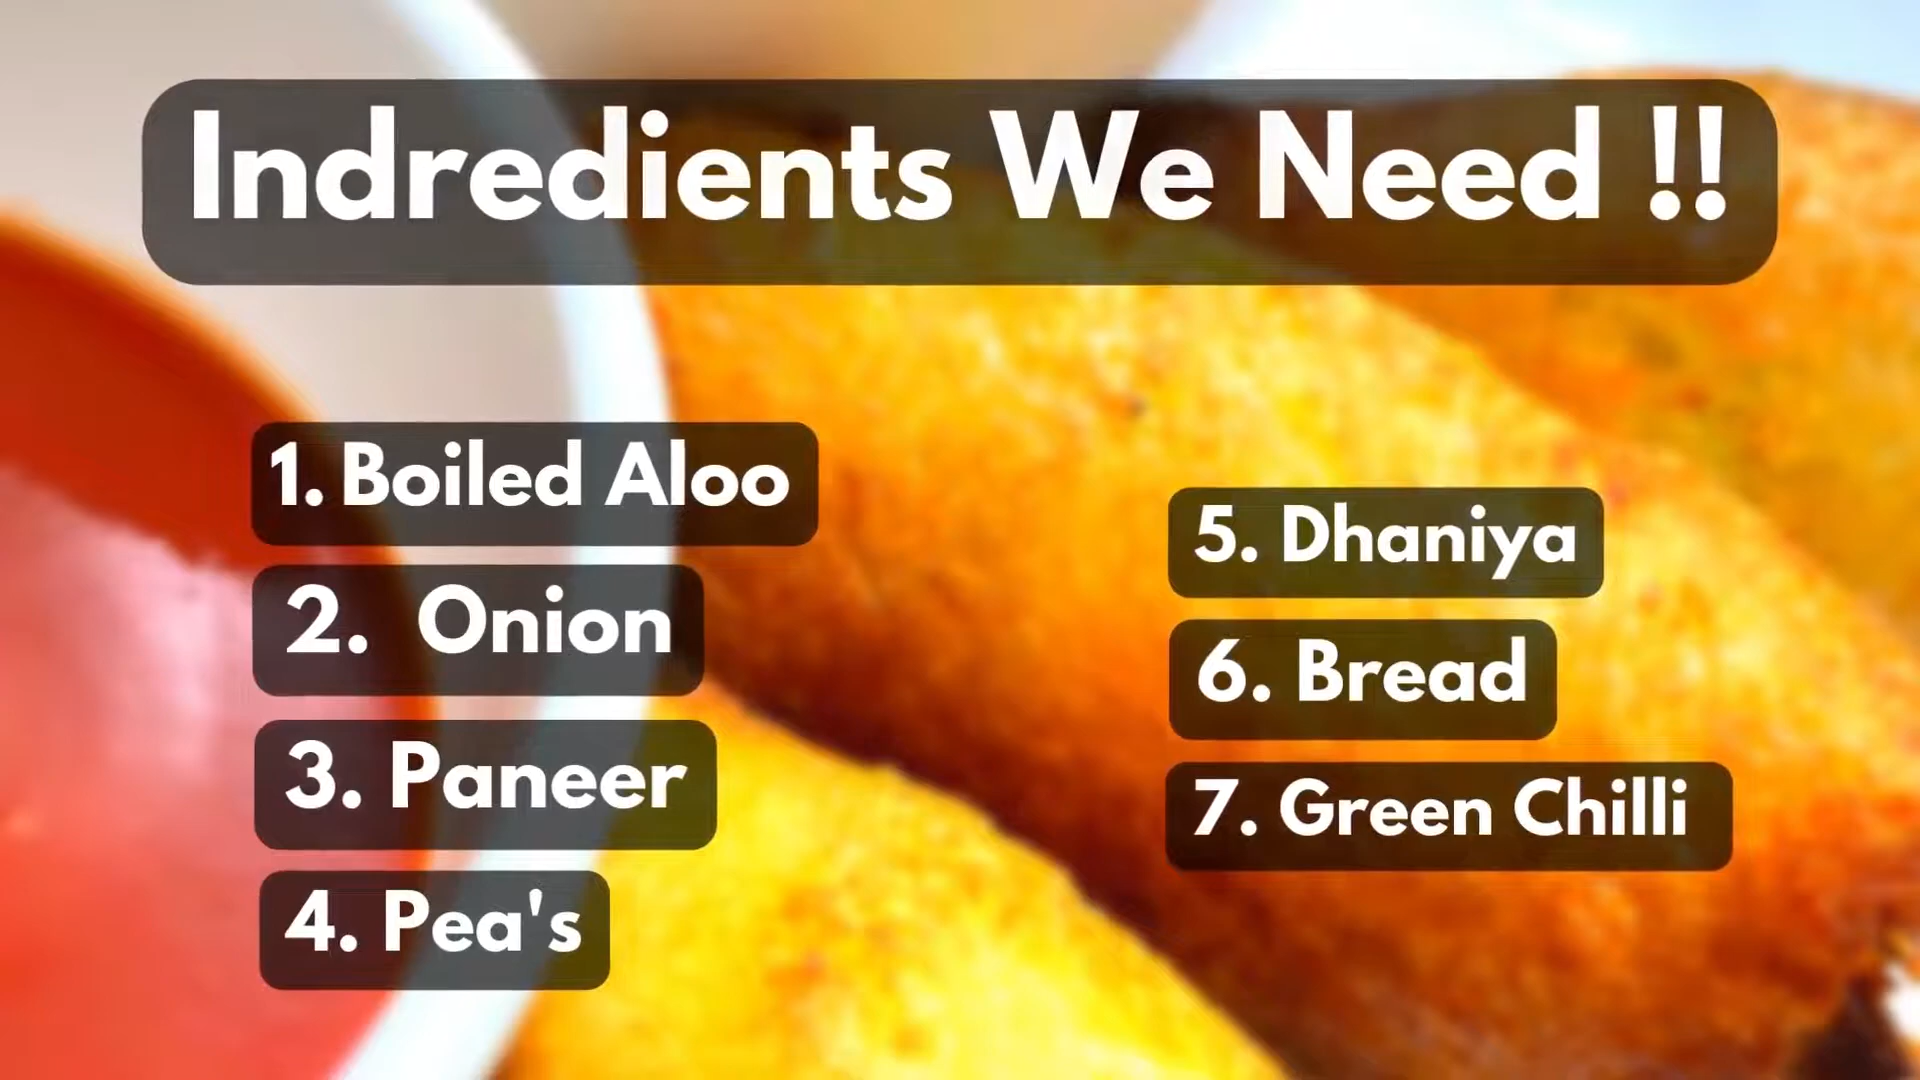 Indredients We Need !!
1. Boiled Aloo
2. Onion
3. Paneer
4. Pea's
5. Dhaniya
6. Bread
7. Green Chilli